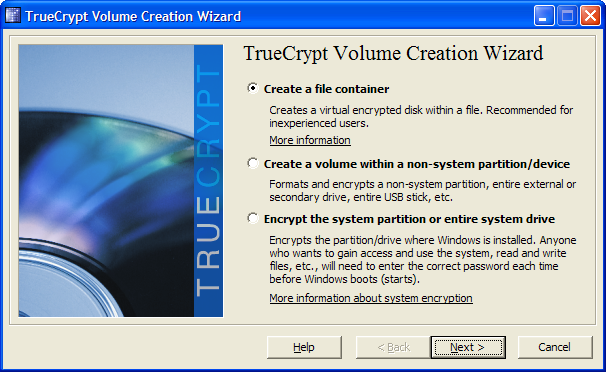 TrueCrypt Volume Creation Wizard
TRUECRYPT
TrueCrypt Volume Creation Wizard
Create a file container
Creates a virtual encrypted disk within a file. Recommended for
inexperienced users.
More information
Create a volume within a non-system partition/device
Formats and encrypts a non-system partition, entire external or
secondary drive, entire USB stick, etc.
Encrypt the system partition or entire system drive
Encrypts the partition/drive where Windows is installed. Anyone
who wants to gain access and use the system, read and write
files, etc., will need to enter the correct password each time
before Windows boots (starts).
More information about system encryption
Help
< Back
Next >
Cancel